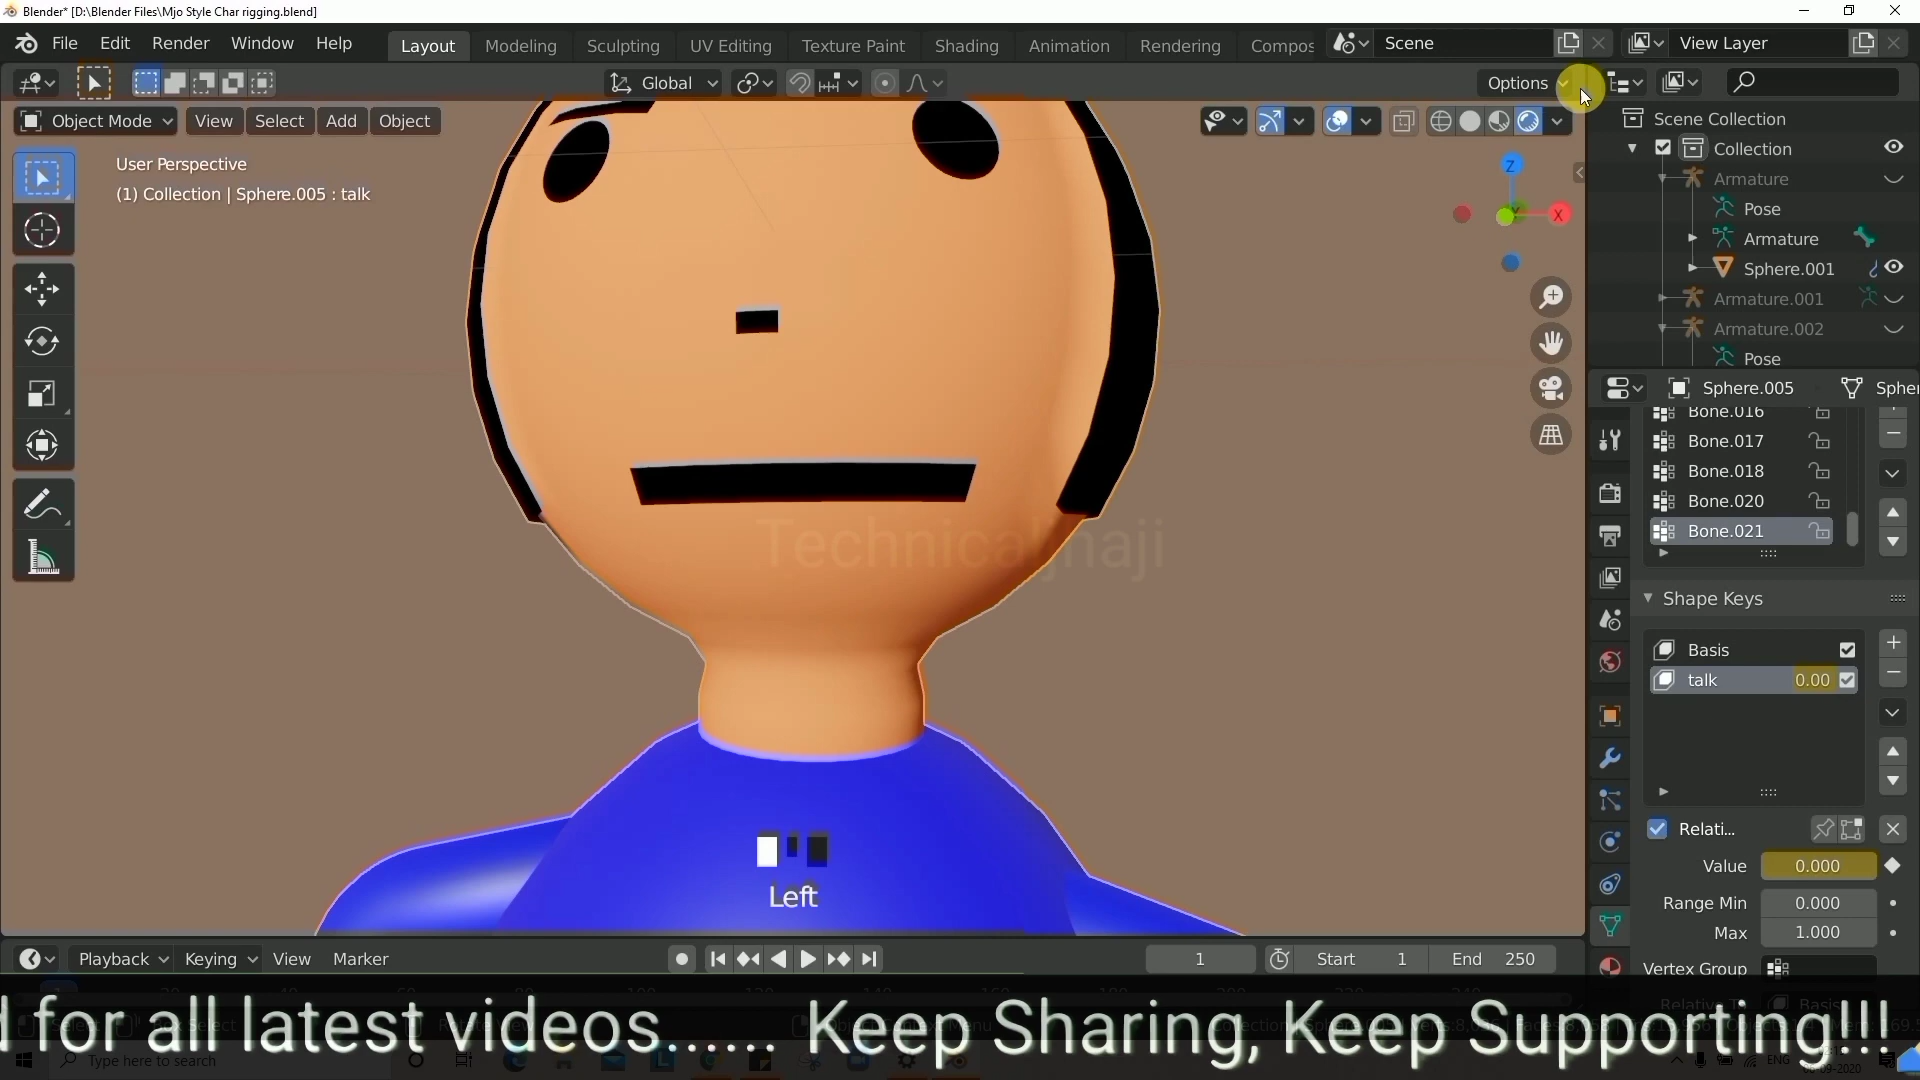 Blender* [D:\Blender Files\Mjo Style Char rigging.blend]
File Edit Render Window Help Layout Modeling Sculpting UV Editing Texture Paint Shading Animation Rendering Compos Scene View Layer
Global Options
Object Mode View Select Add Object
User Perspective
(1) Collection | Sphere.005 : talk
Z
X
Y
Scene Collection
Collection
Armature
Pose
Armature
Sphere.001
Armature.001
Armature.002
Pose
Sphere.005 Spher
Bone.016
Bone.017
Bone.018
Bone.020
Bone.021
Shape Keys
Basis
talk 0.00
Relati...
Value 0.000
Range Min 0.000
Max 1.000
Vertex Group
Technicaljhaji
Left
Playback Keying View Marker 1 Start 1 End 250
d for all latest videos...... Keep Sharing, Keep Supporting!!!
Type here to search
ENG